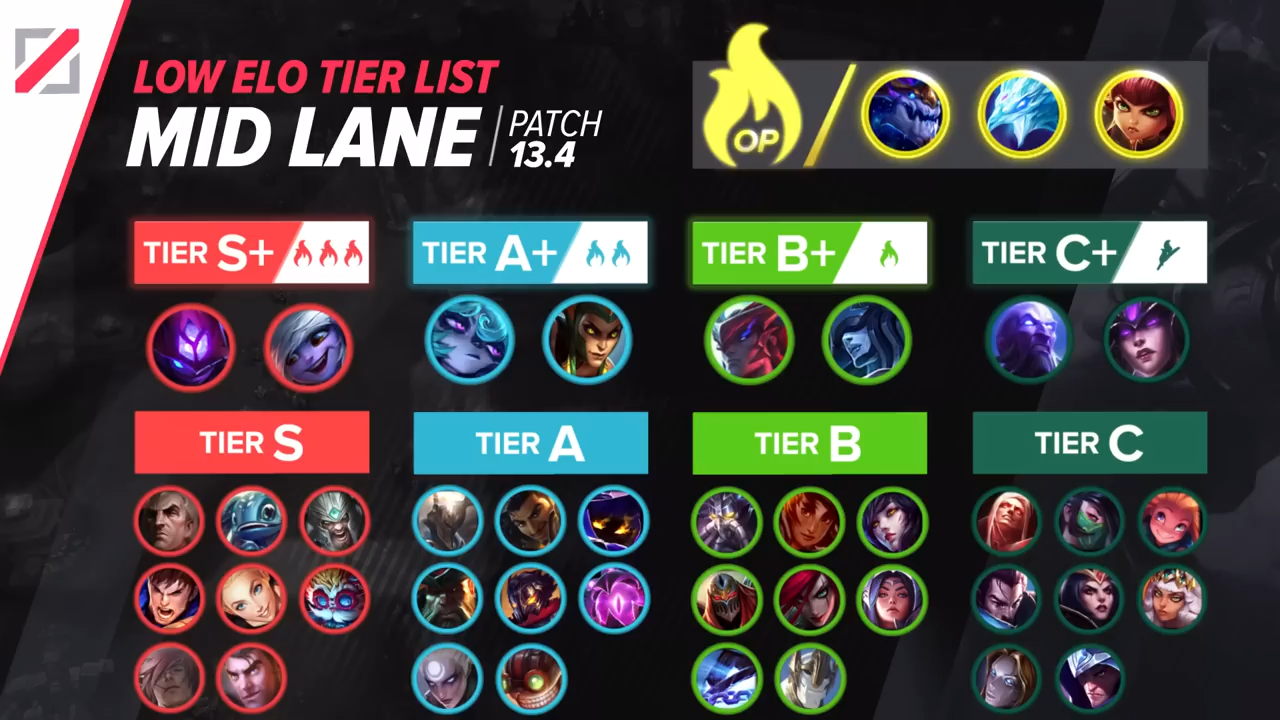 LOW ELO TIER LIST
MID LANE
PATCH
13.4
OP
TIER S+
TIER A+
TIER B+
TIER C+
TIER S
TIER A
TIER B
TIER C